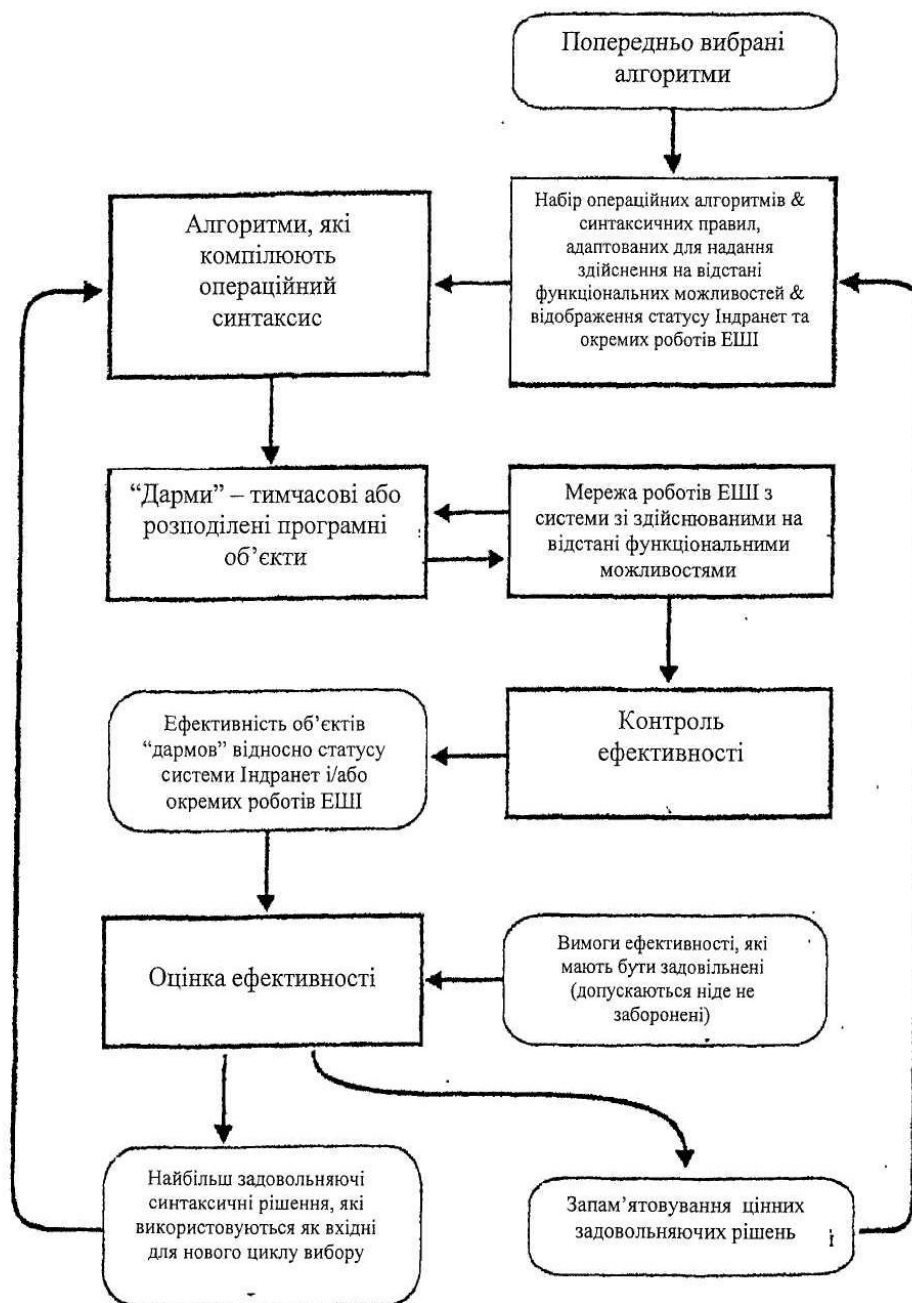 Попередньо вибрані
алгоритми
Алгоритми, які
компілюють
операційний
синтаксис
Набір операційних алгоритмів &
синтаксичних правил,
адаптованих для надання
здійснення на відстані
функціональних можливостей &
відображення статусу Індранет та
окремих роботів ЕШІ
“Дарми” – тимчасові або
розподілені програмні
об’єкти
Мережа роботів ЕШІ з
системи зі здійснюваними на
відстані функціональними
можливостями
Ефективність об’єктів
“дармов” відносно статусу
системи Індранет і/або
окремих роботів ЕШІ
Контроль
ефективності
Оцінка ефективності
Вимоги ефективності, які
мають бути задовільнені
(допускаються ніде не
заборонені)
Найбільш задовольняючі
синтаксичні рішення, які
використовуються як вхідні
для нового циклу вибору
Запам’ятовування цінних
задовольняючих рішень і